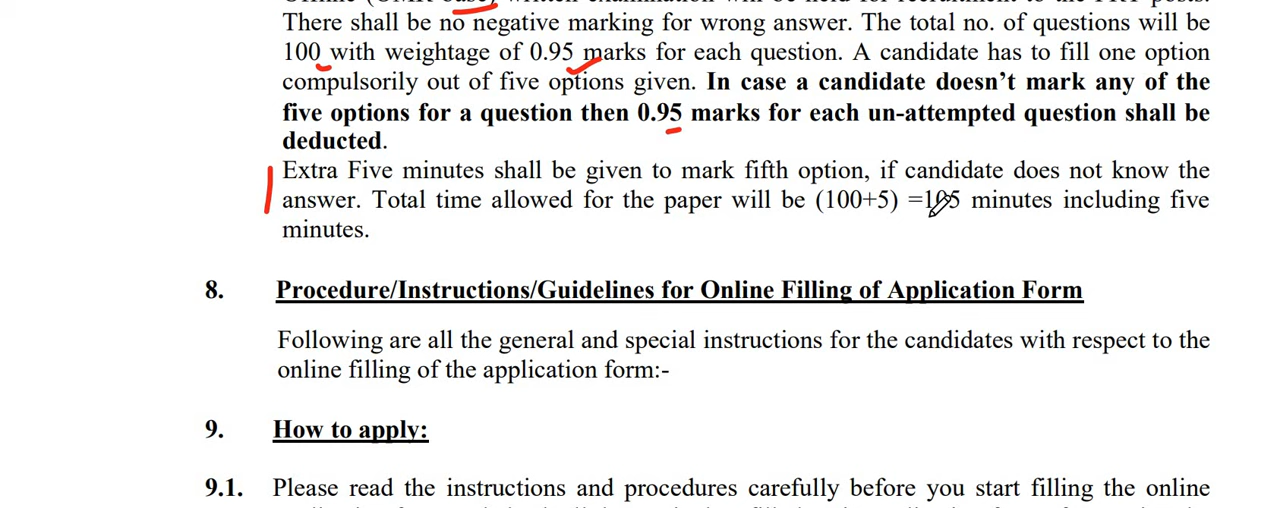 There shall be no negative marking for wrong answer. The total no. of questions will be
100 with weightage of 0.95 marks for each question. A candidate has to fill one option
compulsorily out of five options given. In case a candidate doesn't mark any of the
five options for a question then 0.95 marks for each un-attempted question shall be
deducted.
Extra Five minutes shall be given to mark fifth option, if candidate does not know the
answer. Total time allowed for the paper will be (100+5) =105 minutes including five
minutes.
8. Procedure/Instructions/Guidelines for Online Filling of Application Form
Following are all the general and special instructions for the candidates with respect to the
online filling of the application form:-
9. How to apply:
9.1. Please read the instructions and procedures carefully before you start filling the online